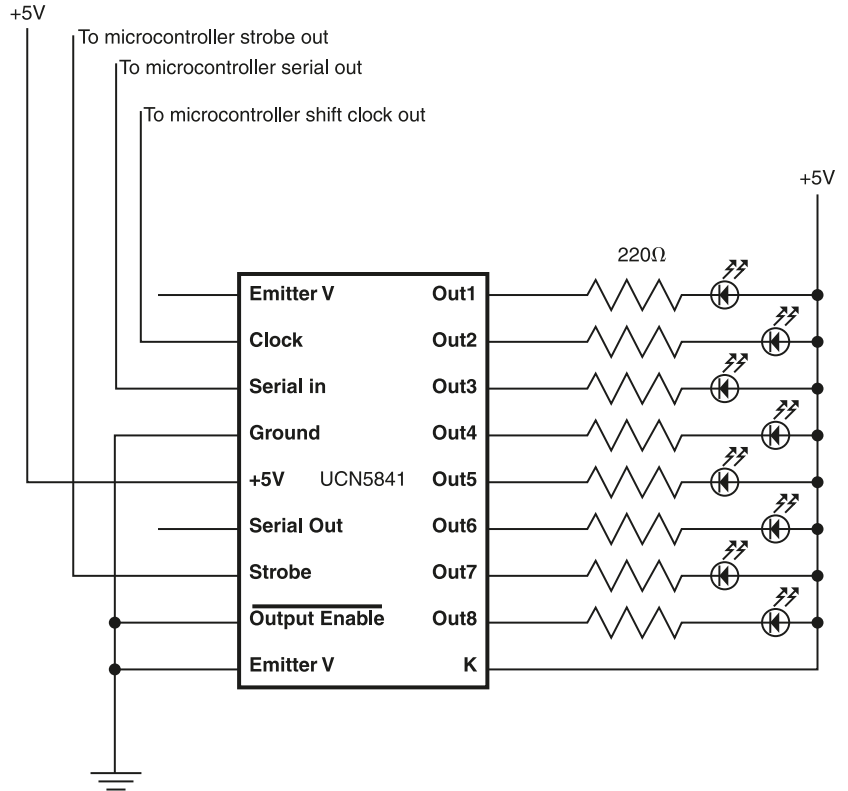 +5V
To microcontroller strobe out
To microcontroller serial out
To microcontroller shift clock out
+5V
220Ω
Emitter V Out1
Clock Out2
Serial in Out3
Ground Out4
+5V UCN5841 Out5
Serial Out Out6
Strobe Out7
Output Enable Out8
Emitter V K